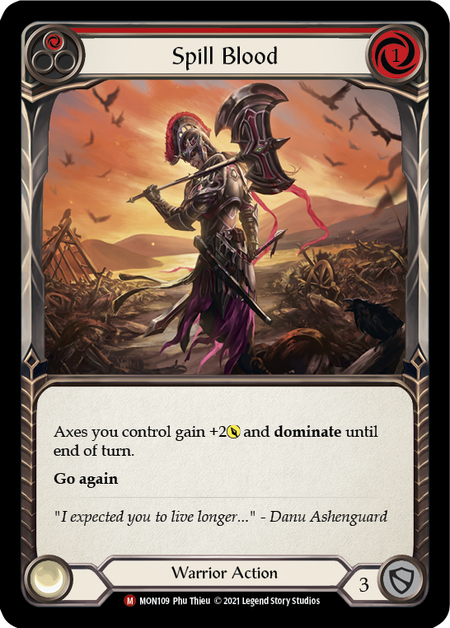 Spill Blood
1
Axes you control gain +2 and dominate until
end of turn.
Go again
"I expected you to live longer..." - Danu Ashenguard
Warrior Action
3
M MON109 Phu Thieu © 2021 Legend Story Studios